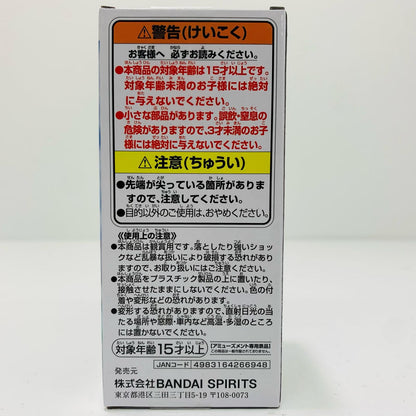 警告(けいこく)
お客様へ 必ずお読みください。
●本商品の対象年齢は15才以上です。
対象年齢未満のお子様には絶対
に与えないでください。
●小さな部品があります。誤飲・窒息の
危険がありますので、3才未満のお子
様には絶対に与えないでください。
注意(ちゅうい)
●先端が尖っている箇所がありま
すので、注意してください。
●目的以外のご使用は、おやめください。
《使用上の注意》
●本商品は観賞用です。落としたり強いショッ
クなど乱暴な扱いにより破損する恐れがありま
す。お取り扱いにはご注意ください。
●本商品をプラスチック製品の上に置いたり、
接触させたままにしないでください。色の付
着や変形などの恐れがあります。
●変形する恐れがありますので、直射日光の当
たる場所や窓際・車内など高温・多湿のところ
には置かないでください。
対象年齢15才以上
【アミューズメント専用景品】
この商品は一般市販されておりません。
JANコード 4983164266948
発売元
株式会社BANDAI SPIRITS
東京都港区三田三丁目5-19 〒108-0073